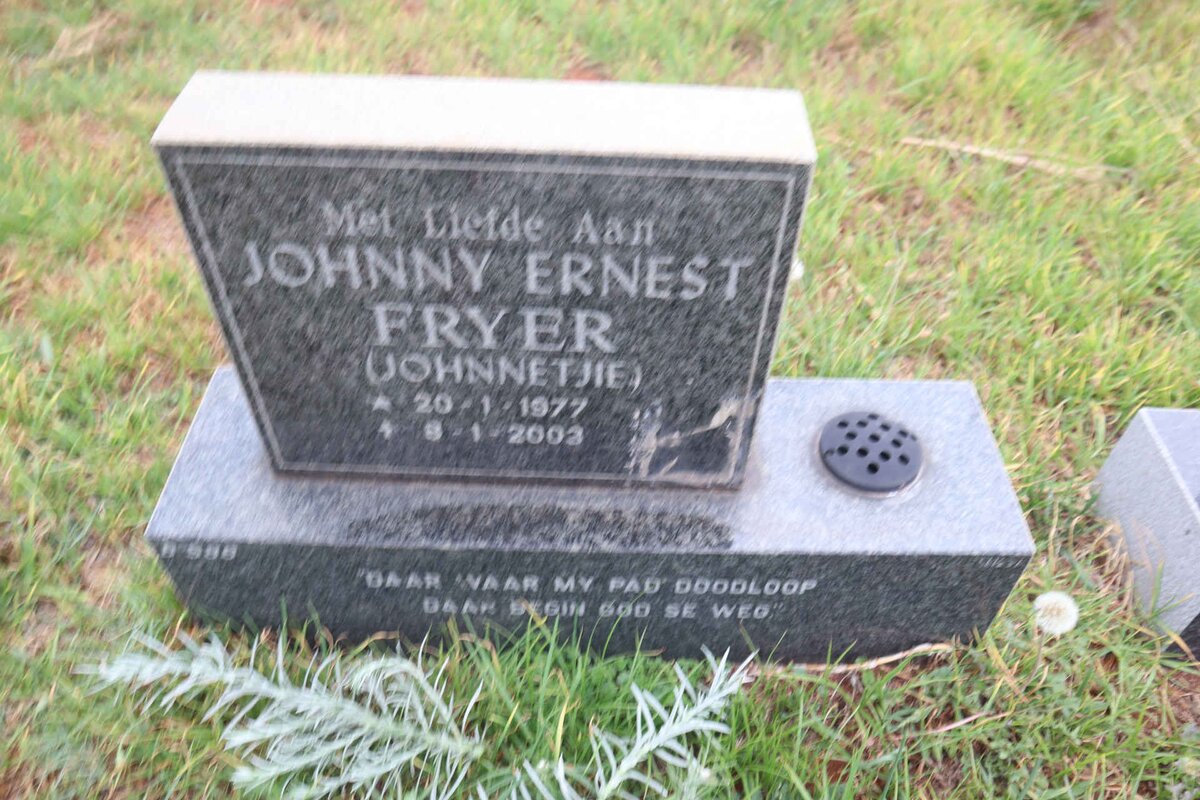 Met Liefde Aan
JOHNNY ERNEST
FRYER
(JOHNNETJIE)
* 20-1-1977
† 8-1-2003
"DAAR WAAR MY PAD DOODLOOP
DAAR BEGIN GOD SE WEG"